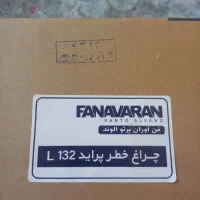 FANAVARAN
PARTO ALVAND
فن آوران پرتو الوند
چراغ خطر پراید L 132